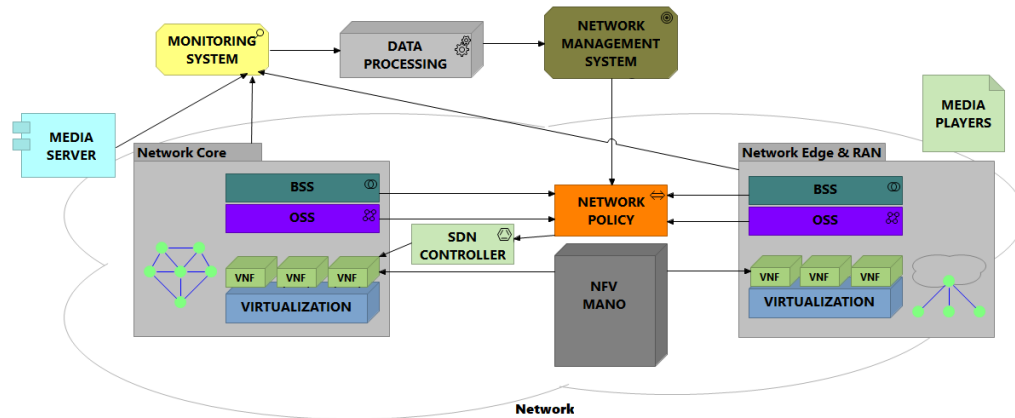 MONITORING
SYSTEM
DATA
PROCESSING
NETWORK
MANAGEMENT
SYSTEM
MEDIA
PLAYERS
MEDIA
SERVER
Network Core
Network Edge & RAN
BSS
OSS
NETWORK
POLICY
BSS
OSS
SDN
CONTROLLER
VNF
VNF
VNF
VIRTUALIZATION
NFV
MANO
VNF
VNF
VNF
VIRTUALIZATION
Network